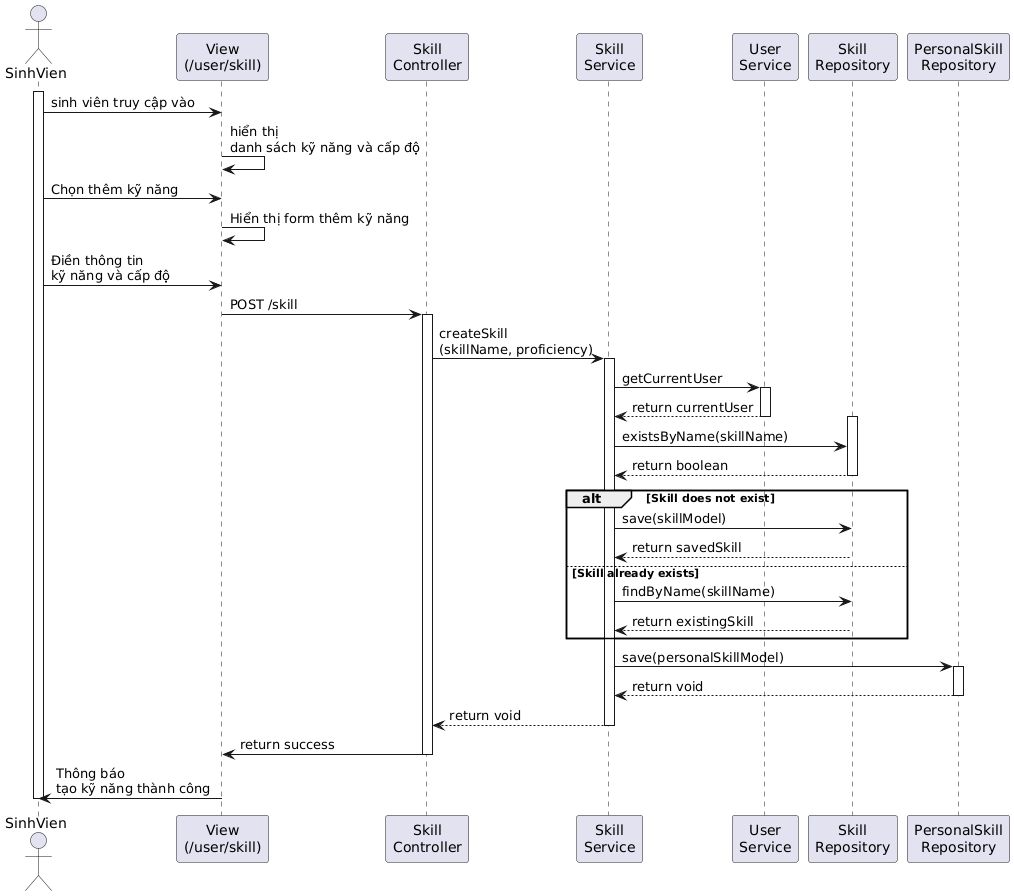 SinhVien
View
(/user/skill)
Skill
Controller
Skill
Service
User
Service
Skill
Repository
PersonalSkill
Repository
sinh viên truy cập vào
hiển thị
danh sách kỹ năng và cấp độ
Chọn thêm kỹ năng
Hiển thị form thêm kỹ năng
Điền thông tin
kỹ năng và cấp độ
POST /skill
createSkill
(skillName, proficiency)
getCurrentUser
return currentUser
existsByName(skillName)
return boolean
alt
[Skill does not exist]
save(skillModel)
return savedSkill
[Skill already exists]
findByName(skillName)
return existingSkill
save(personalSkillModel)
return void
return void
return success
Thông báo
tạo kỹ năng thành công
SinhVien
View
(/user/skill)
Skill
Controller
Skill
Service
User
Service
Skill
Repository
PersonalSkill
Repository